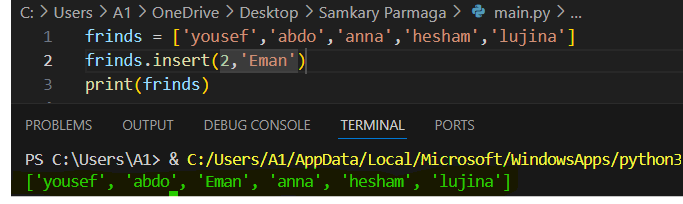 C: > Users > A1 > OneDrive > Desktop > Samkary Parmaga > main.py > ...
1 frinds = ['yousef','abdo','anna','hesham','lujina']
2 frinds.insert(2,'Eman')
3 print(frinds)
PROBLEMS OUTPUT DEBUG CONSOLE TERMINAL PORTS
PS C:\Users\A1> & C:/Users/A1/AppData/Local/Microsoft/WindowsApps/python3
['yousef', 'abdo', 'Eman', 'anna', 'hesham', 'lujina']